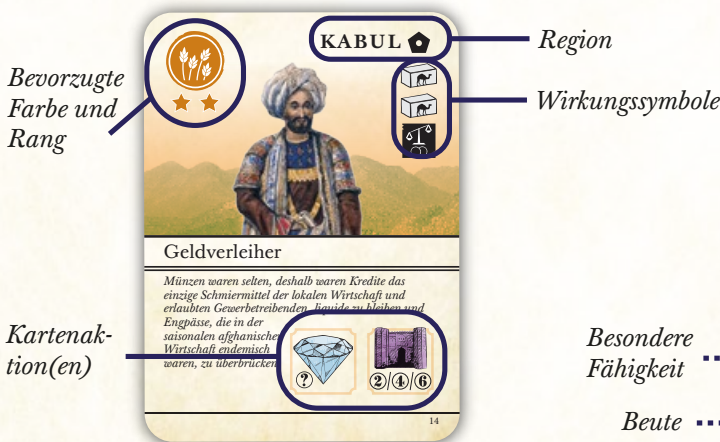 Bevorzugte
Farbe und
Rang
KABUL
Region
Wirkungssymbole
Geldverleiher
Münzen waren selten, deshalb waren Kredite das
einzige Schmiermittel der lokalen Wirtschaft und
erlaubten Gewerbetreibenden, liquide zu bleiben und
Engpässe, die in der
saisonalen afghanischen
Wirtschaft endemisch
waren, zu überbrücken
Kartenak-
tion(en)
?
2/4/6
14
Besondere
Fähigkeit
Beute